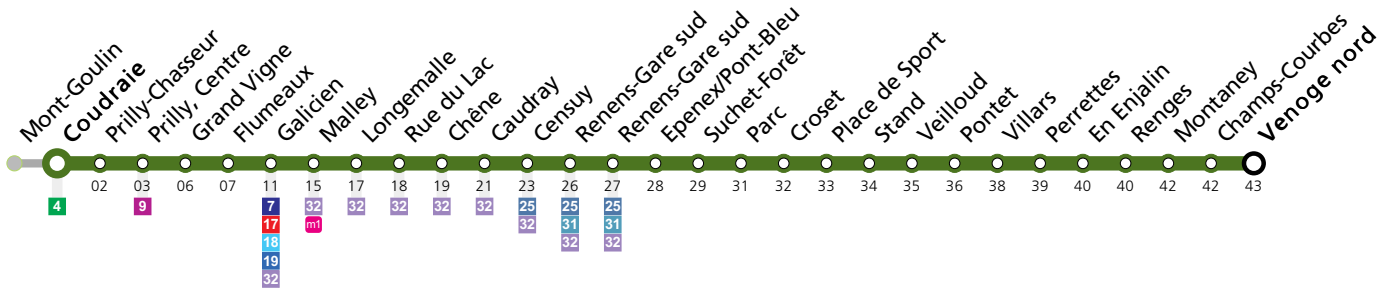 Mont-Goulin
Coudraie
Prilly-Chasseur
Prilly, Centre
Grand Vigne
Flumeaux
Galicien
Malley
Longemalle
Rue du Lac
Chêne
Caudray
Censuy
Renens-Gare sud
Renens-Gare sud
Epenex/Pont-Bleu
Suchet-Forêt
Parc
Croset
Place de Sport
Stand
Veilloud
Pontet
Villars
Perrettes
En Enjalin
Renges
Montaney
Champs-Courbes
Venoge nord
02 03 06 07 11 15 17 18 19 21 23 26 27 28 29 31 32 33 34 35 36 38 39 40 40 42 42 43
4 9 7 32 32 32 32 32 25 25 25
17 m1 32 31 31
18 32 32
19
32